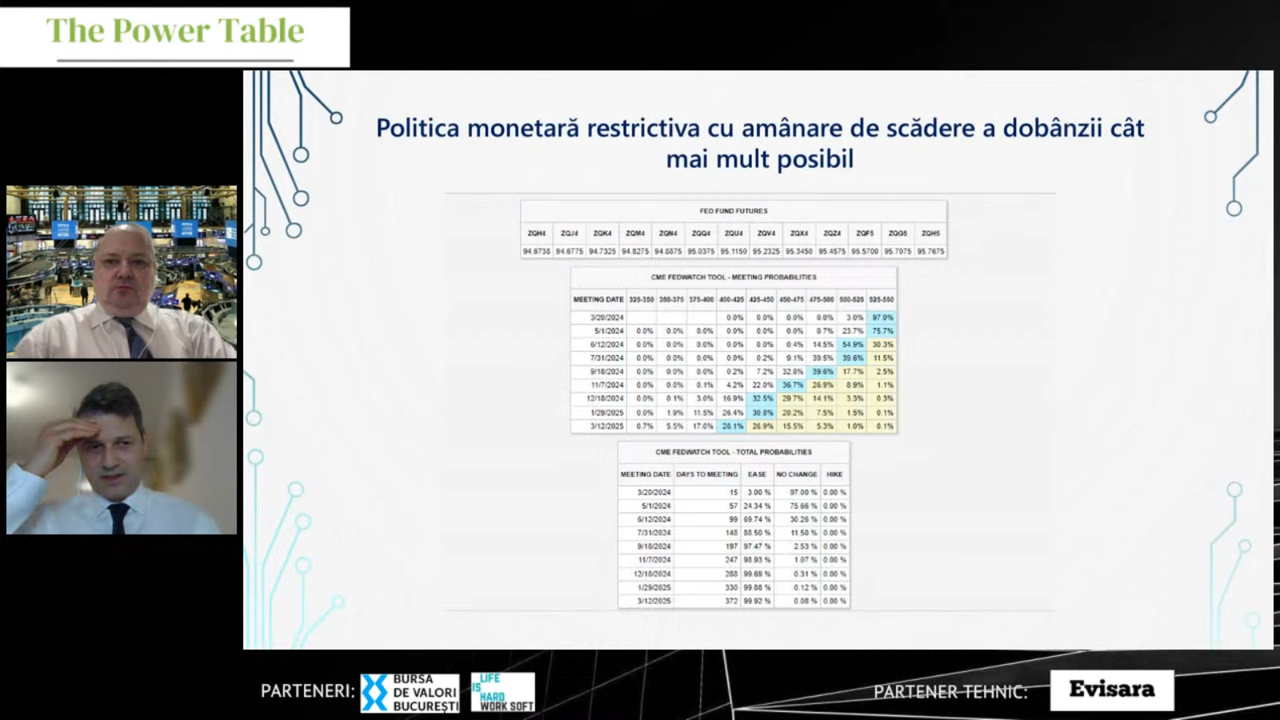 The Power Table
Politica monetară restrictiva cu amânare de scădere a dobânzii cât
mai mult posibil
FED FUND FUTURES
ZQH4 ZQJ4 ZQK4 ZQM4 ZQN4 ZQQ4 ZQU4 ZQV4 ZQX4 ZQZ4 ZQF5 ZQG5 ZQH5
94.6738 94.6775 94.7325 94.8275 94.8875 95.0375 95.1150 95.2325 95.3450 95.4575 95.5700 95.7075 95.7675
CME FEDWATCH TOOL - MEETING PROBABILITIES
MEETING DATE 325-350 350-375 375-400 400-425 425-450 450-475 475-500 500-525 525-550
3/20/2024 0.0% 0.0% 0.0% 0.0% 3.0% 97.0%
5/1/2024 0.0% 0.0% 0.0% 0.0% 0.0% 0.0% 0.7% 23.7% 75.7%
6/12/2024 0.0% 0.0% 0.0% 0.0% 0.0% 0.4% 14.5% 54.9% 30.3%
7/31/2024 0.0% 0.0% 0.0% 0.0% 0.2% 9.1% 39.5% 39.6% 11.5%
9/18/2024 0.0% 0.0% 0.0% 0.2% 7.2% 32.8% 39.6% 17.7% 2.5%
11/7/2024 0.0% 0.0% 0.1% 4.2% 22.0% 36.7% 26.9% 8.9% 1.1%
12/18/2024 0.0% 0.1% 3.0% 16.9% 32.5% 29.7% 14.1% 3.3% 0.3%
1/29/2025 0.0% 1.9% 11.5% 26.4% 30.8% 20.2% 7.5% 1.5% 0.1%
3/12/2025 0.7% 5.5% 17.0% 28.1% 26.9% 15.5% 5.3% 1.0% 0.1%
CME FEDWATCH TOOL - TOTAL PROBABILITIES
MEETING DATE DAYS TO MEETING EASE NO CHANGE HIKE
3/20/2024 15 3.00 % 97.00 % 0.00 %
5/1/2024 57 24.34 % 75.66 % 0.00 %
6/12/2024 99 69.74 % 30.26 % 0.00 %
7/31/2024 148 88.50 % 11.50 % 0.00 %
9/18/2024 197 97.47 % 2.53 % 0.00 %
11/7/2024 247 98.93 % 1.07 % 0.00 %
12/18/2024 288 99.69 % 0.31 % 0.00 %
1/29/2025 330 99.88 % 0.12 % 0.00 %
3/12/2025 372 99.92 % 0.08 % 0.00 %
PARTENERI:
BURSA
DE VALORI
BUCUREȘTI
LIFE
IS
HARD
WORK SOFT
PARTENER TEHNIC:
Evisara